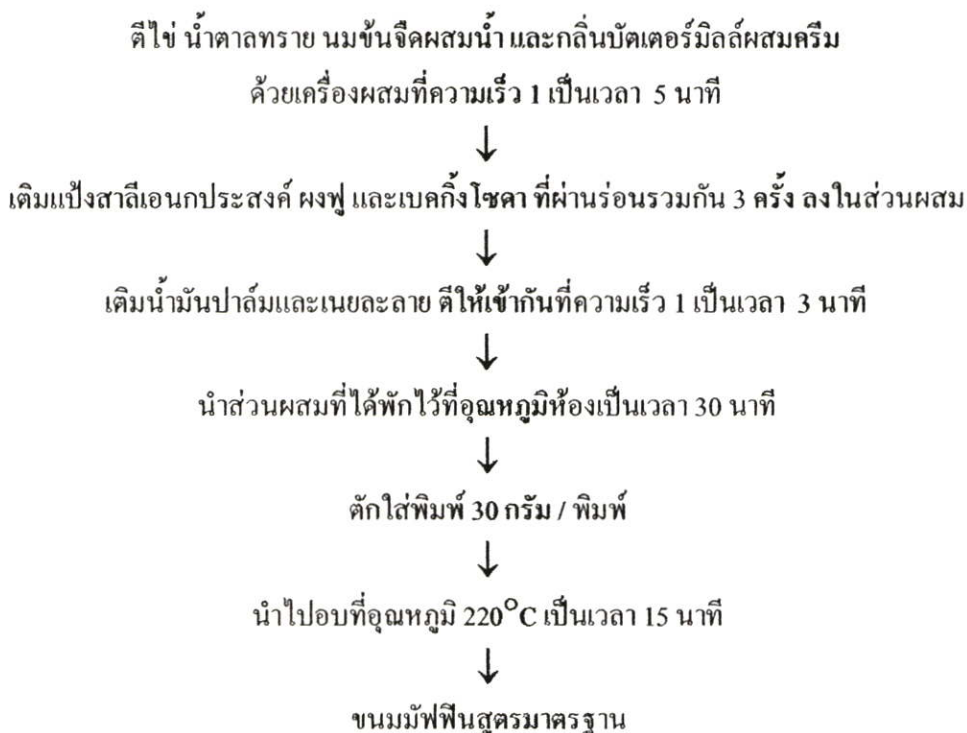 ตีไข่ น้ำตาลทราย นมข้นจืดผสมน้ำ และกลิ่นบัตเตอร์มิลล์ผสมครีม
ด้วยเครื่องผสมที่ความเร็ว 1 เป็นเวลา 5 นาที
↓
เติมแป้งสาลีเอนกประสงค์ ผงฟู และเบคกิ้งโซดา ที่ผ่านร่อนรวมกัน 3 ครั้ง ลงในส่วนผสม
↓
เติมน้ำมันปาล์มและเนยละลาย ตีให้เข้ากันที่ความเร็ว 1 เป็นเวลา 3 นาที
↓
นำส่วนผสมที่ได้พักไว้ที่อุณหภูมิห้องเป็นเวลา 30 นาที
↓
ตักใส่พิมพ์ 30 กรัม / พิมพ์
↓
นำไปอบที่อุณหภูมิ 220°C เป็นเวลา 15 นาที
↓
ขนมมัฟฟินสูตรมาตรฐาน